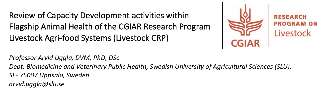 Review of Capacity Development activities within
Flagship Animal Health of the CGIAR Research Program
Livestock Agri-food Systems (Livestock CRP)
Professor Arvid Uggla, DVM, PhD, DSc
Dept. Biomedicine and Veterinary Public Health, Swedish University of Agricultural Sciences (SLU),
SE - 75007 Uppsala, Sweden
arvid.uggla@slu.se
CGIAR
RESEARCH
PROGRAM ON
Livestock